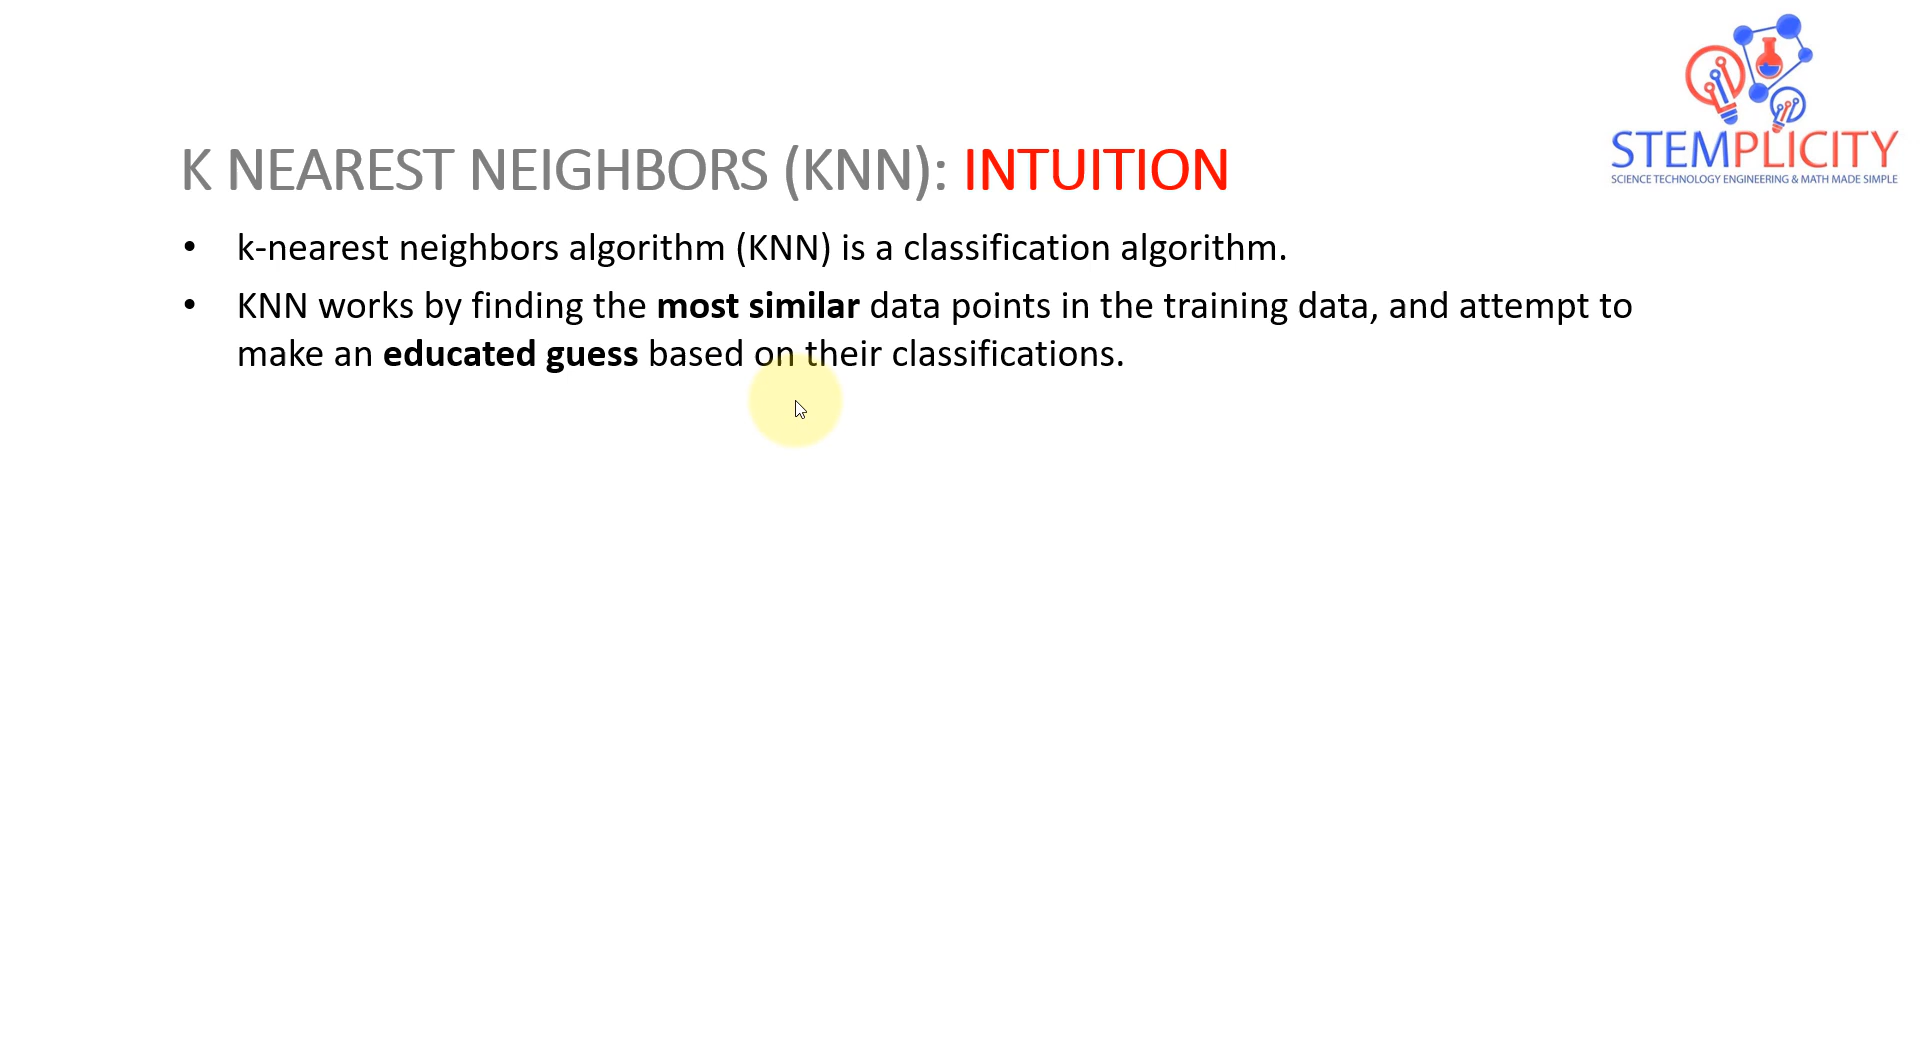 STEMPLICITY
SCIENCE TECHNOLOGY ENGINEERING & MATH MADE SIMPLE
K NEAREST NEIGHBORS (KNN): INTUITION
• k-nearest neighbors algorithm (KNN) is a classification algorithm.
• KNN works by finding the most similar data points in the training data, and attempt to
make an educated guess based on their classifications.